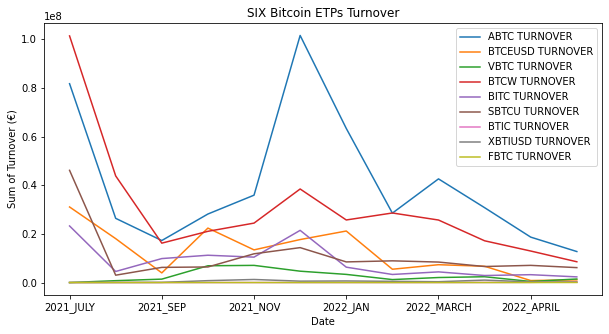 SIX Bitcoin ETPs Turnover
1e8
1.0
0.8
0.6
0.4
0.2
0.0
Sum of Turnover (€)
ABTC TURNOVER
BTCEUSD TURNOVER
VBTC TURNOVER
BTCW TURNOVER
BITC TURNOVER
SBTCU TURNOVER
BTIC TURNOVER
XBTIUSD TURNOVER
FBTC TURNOVER
2021_JULY
2021_SEP
2021_NOV
2022_JAN
2022_MARCH
2022_APRIL
Date